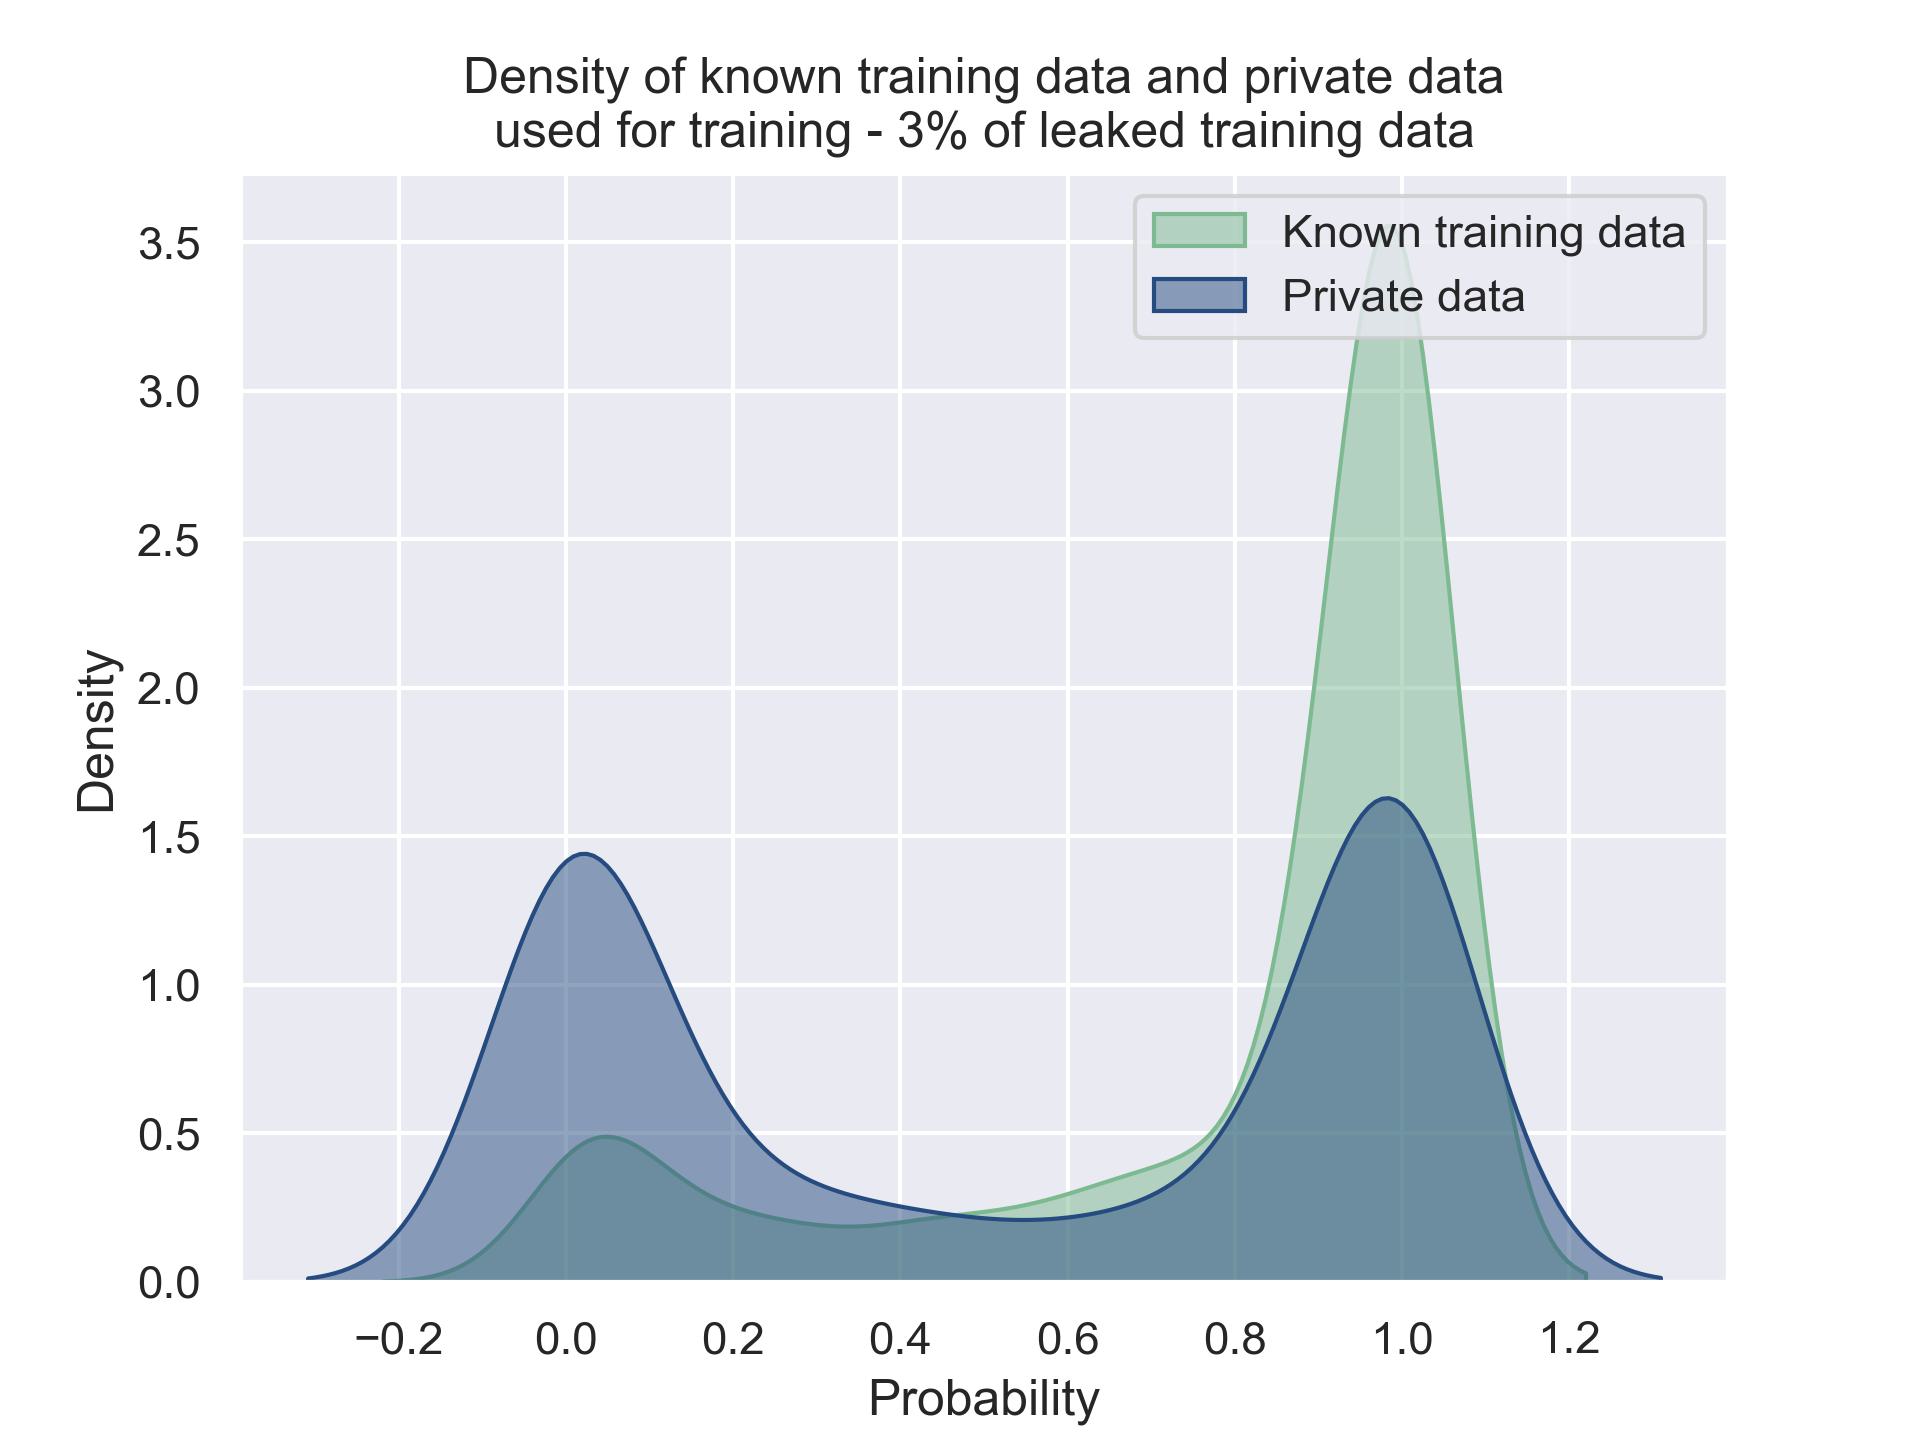 Density of known training data and private data
used for training - 3% of leaked training data
Known training data
Private data
Density
3.5
3.0
2.5
2.0
1.5
1.0
0.5
0.0
−0.2 0.0 0.2 0.4 0.6 0.8 1.0 1.2
Probability